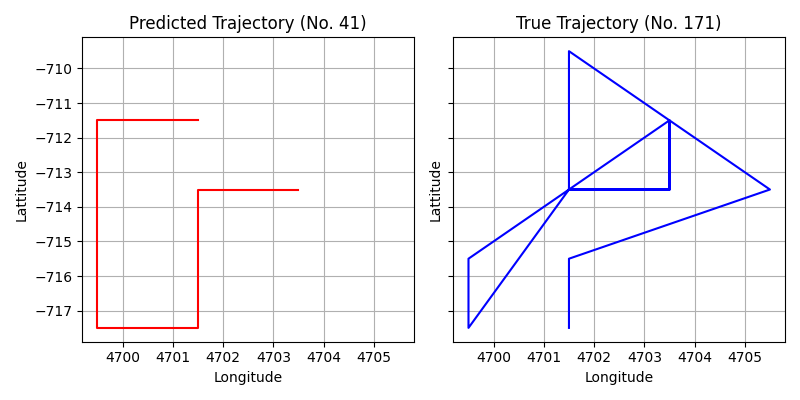 Predicted Trajectory (No. 41)
True Trajectory (No. 171)
−710
−711
−712
−713
−714
−715
−716
−717
Lattitude
Lattitude
4700 4701 4702 4703 4704 4705
4700 4701 4702 4703 4704 4705
Longitude
Longitude